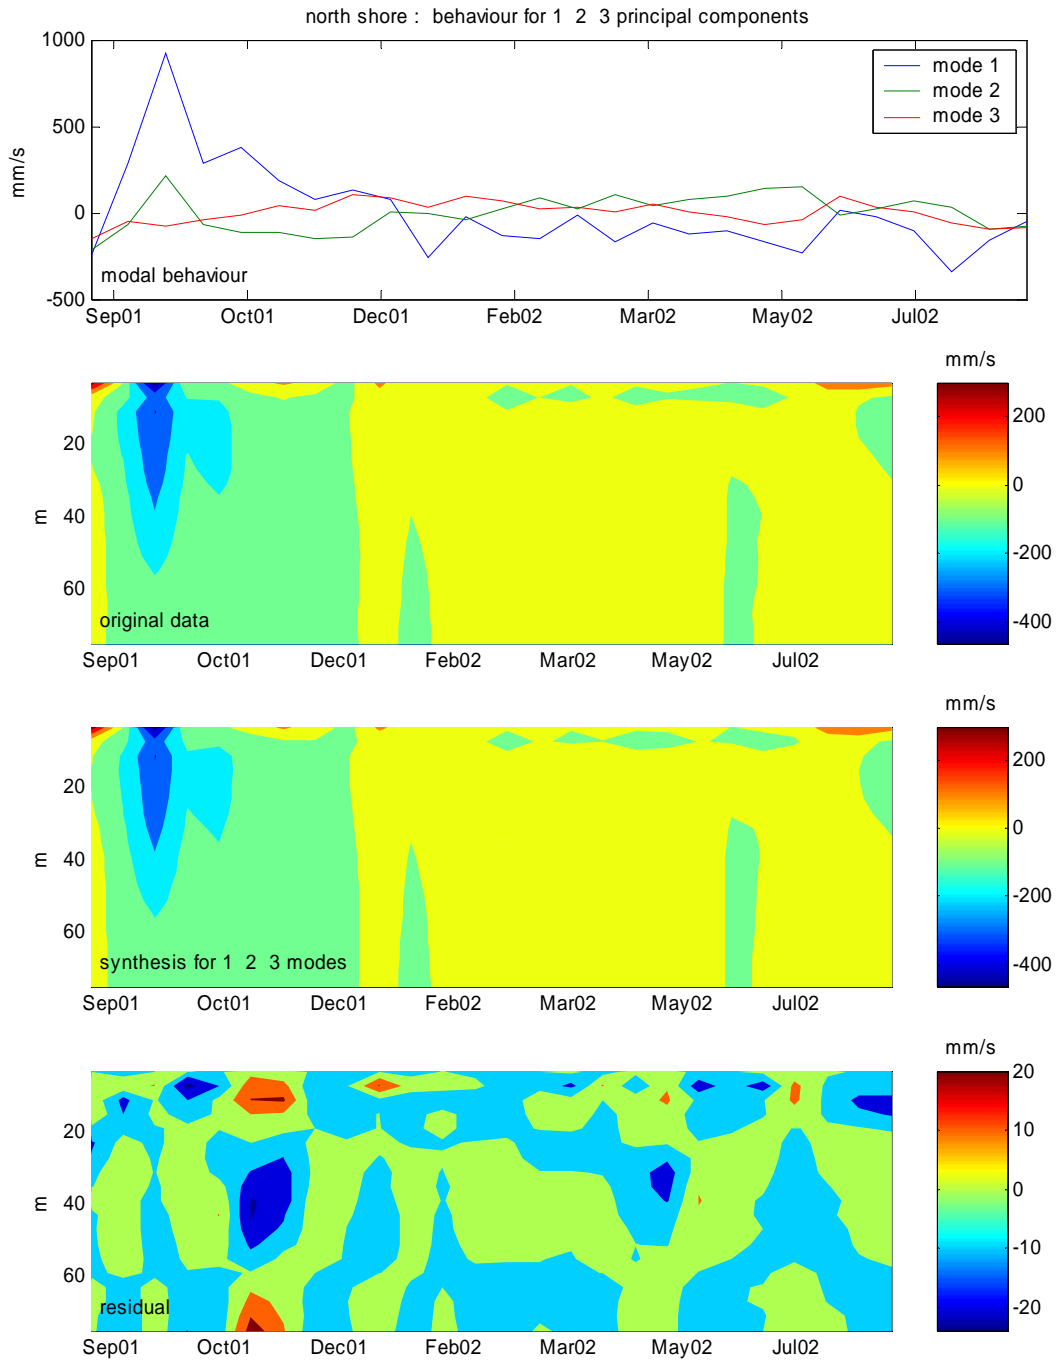 north shore : behaviour for 1 2 3 principal components
1000
500
0
-500
mm/s
mode 1
mode 2
mode 3
modal behaviour
Sep01 Oct01 Dec01 Feb02 Mar02 May02 Jul02
mm/s
20
40
60
m
original data
200
0
-200
-400
Sep01 Oct01 Dec01 Feb02 Mar02 May02 Jul02
mm/s
20
40
60
m
synthesis for 1 2 3 modes
200
0
-200
-400
Sep01 Oct01 Dec01 Feb02 Mar02 May02 Jul02
mm/s
20
40
60
m
residual
20
10
0
-10
-20
Sep01 Oct01 Dec01 Feb02 Mar02 May02 Jul02